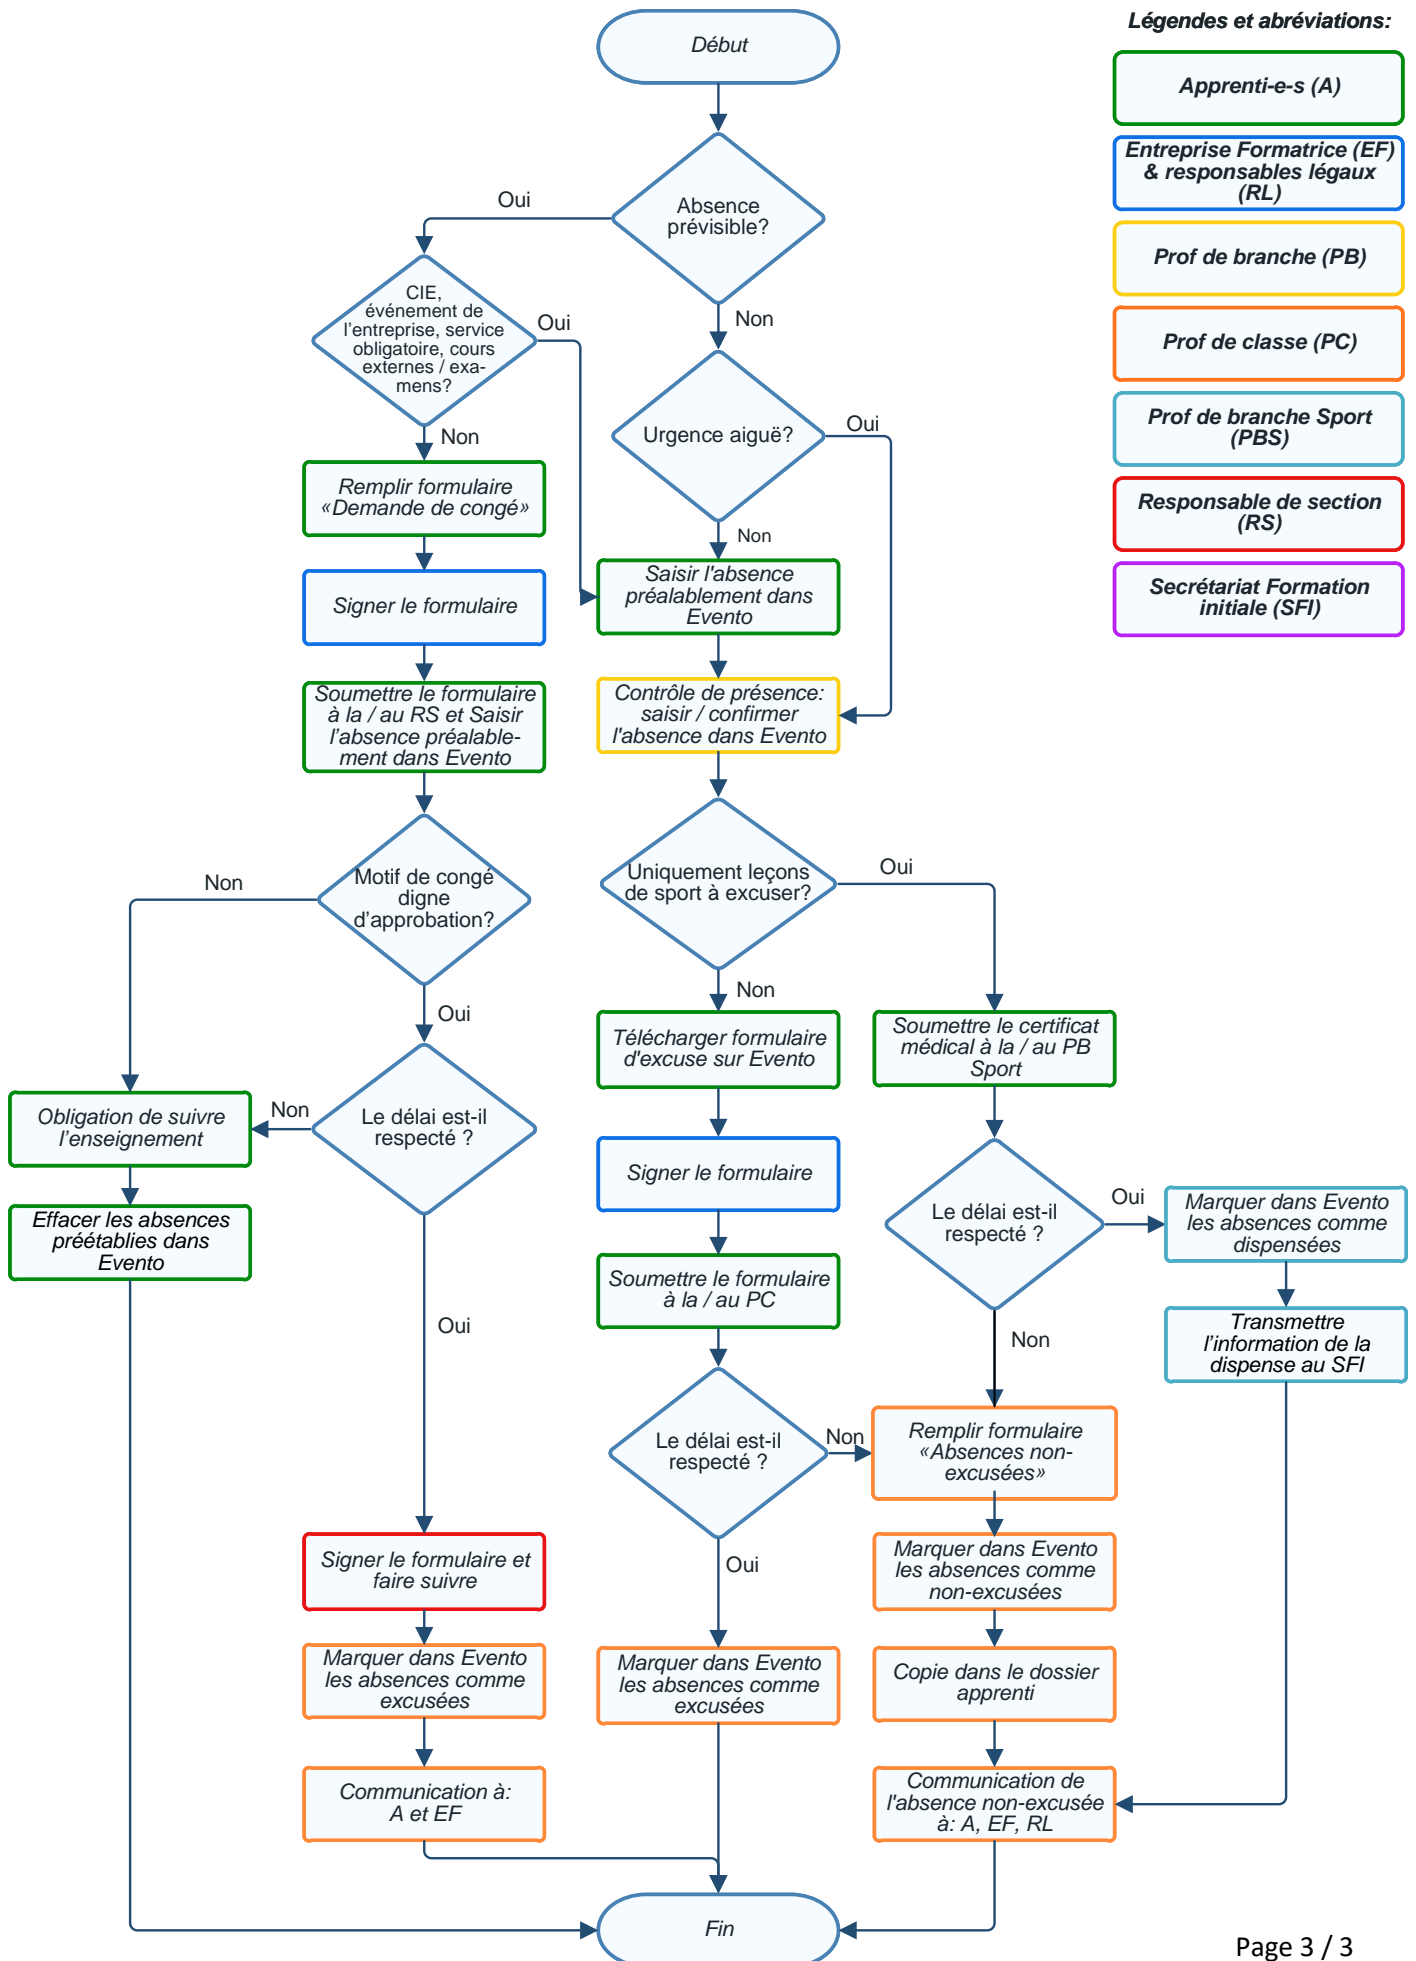 Début
Légendes et abréviations:
Apprenti-e-s (A)
Entreprise Formatrice (EF)
& responsables légaux
(RL)
Prof de branche (PB)
Prof de classe (PC)
Prof de branche Sport
(PBS)
Responsable de section
(RS)
Secrétariat Formation
initiale (SFI)
Absence
prévisible?
Oui
Non
CIE,
événement de
l'entreprise, service
obligatoire, cours
externes / exa-
mens?
Oui
Non
Urgence aiguë?
Oui
Non
Remplir formulaire
«Demande de congé»
Signer le formulaire
Soumettre le formulaire
à la / au RS et Saisir
l’absence préalable-
ment dans Evento
Saisir l'absence
préalablement dans
Evento
Contrôle de présence:
saisir / confirmer
l'absence dans Evento
Motif de congé
digne
d’approbation?
Non
Oui
Uniquement leçons
de sport à excuser?
Oui
Non
Le délai est-il
respecté ?
Non
Oui
Obligation de suivre
l’enseignement
Effacer les absences
préétablies dans
Evento
Télécharger formulaire
d'excuse sur Evento
Signer le formulaire
Soumettre le formulaire
à la / au PC
Soumettre le certificat
médical à la / au PB
Sport
Le délai est-il
respecté ?
Oui
Non
Marquer dans Evento
les absences comme
dispensées
Transmettre
l’information de la
dispense au SFI
Le délai est-il
respecté ?
Non
Oui
Remplir formulaire
«Absences non-
excusées»
Signer le formulaire et
faire suivre
Marquer dans Evento
les absences comme
excusées
Communication à:
A et EF
Marquer dans Evento
les absences comme
excusées
Marquer dans Evento
les absences comme
non-excusées
Copie dans le dossier
apprenti
Communication de
l'absence non-excusée
à: A, EF, RL
Fin
Page 3 / 3